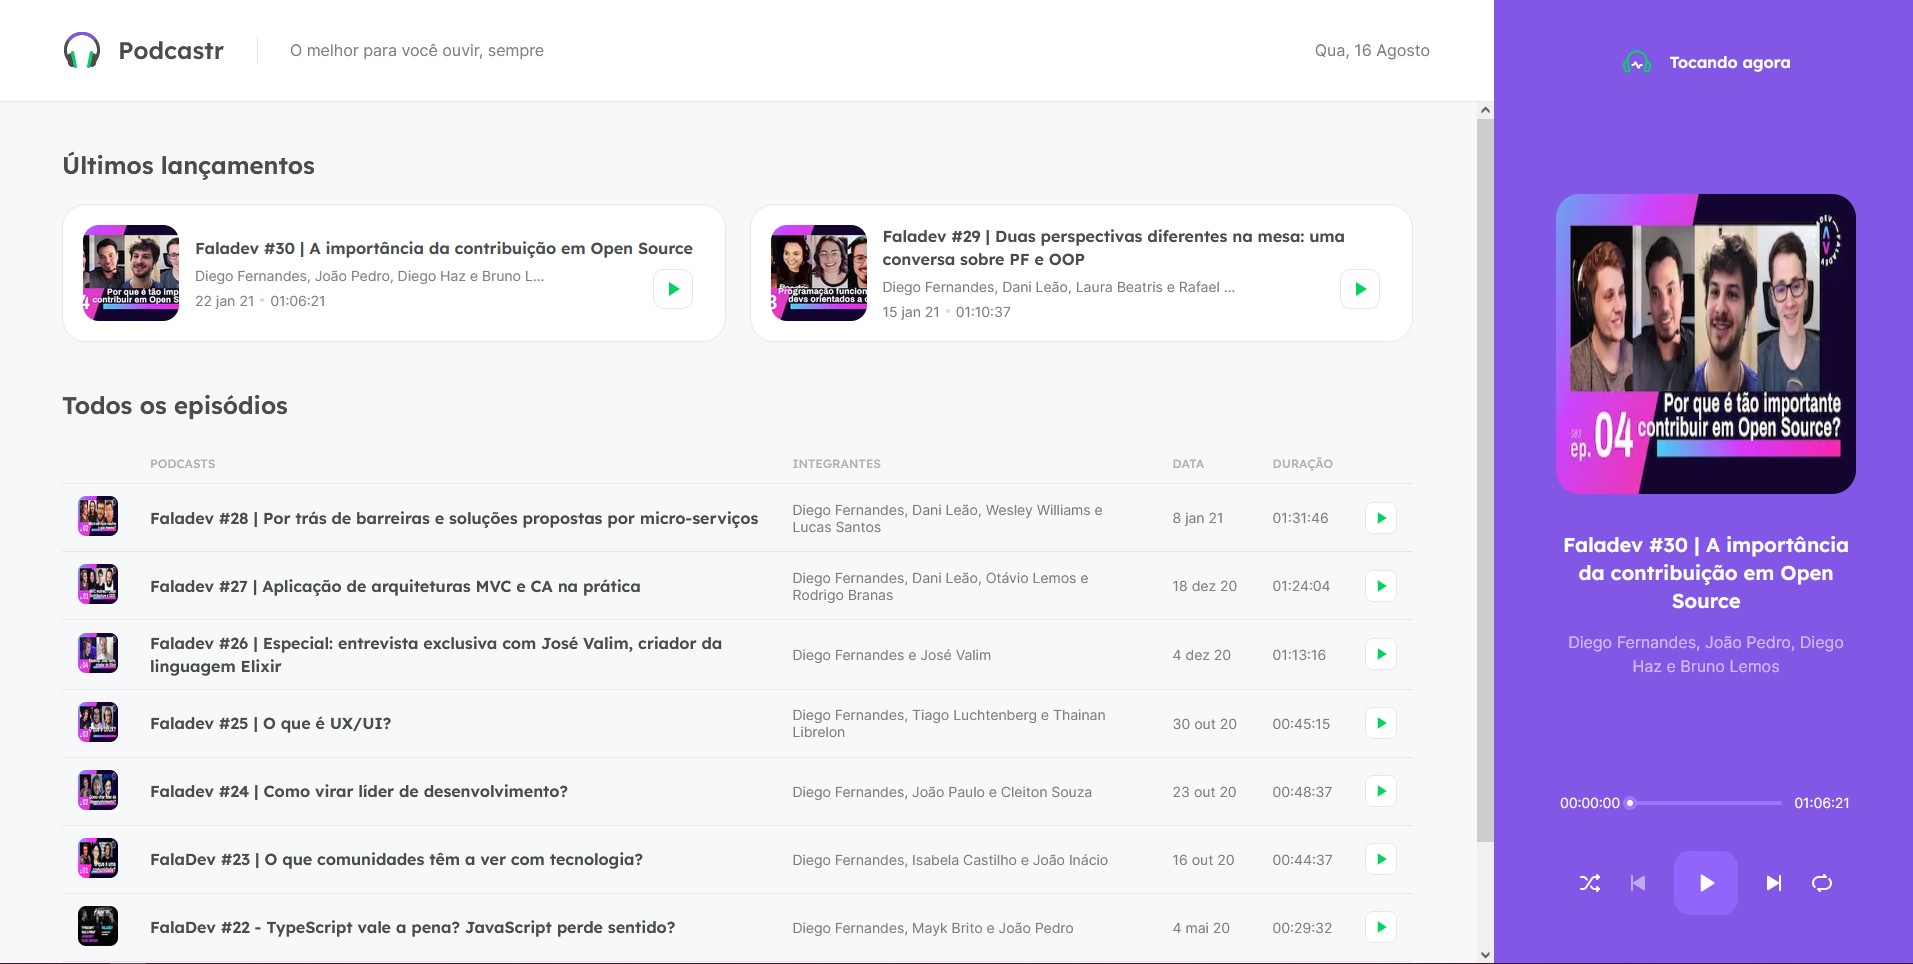 Podcastr
O melhor para você ouvir, sempre
Qua, 16 Agosto
Últimos lançamentos
Por que é tão imp
contribuir em Open S
Faladev #30 | A importância da contribuição em Open Source
Diego Fernandes, João Pedro, Diego Haz e Bruno L...
22 jan 21 • 01:06:21
Programação funcion
devs orientados a o
Faladev #29 | Duas perspectivas diferentes na mesa: uma
conversa sobre PF e OOP
Diego Fernandes, Dani Leão, Laura Beatris e Rafael ...
15 jan 21 • 01:10:37
Todos os episódios
PODCASTS INTEGRANTES DATA DURAÇÃO
Faladev #28 | Por trás de barreiras e soluções propostas por micro-serviços
Diego Fernandes, Dani Leão, Wesley Williams e
Lucas Santos
8 jan 21
01:31:46
Faladev #27 | Aplicação de arquiteturas MVC e CA na prática
Diego Fernandes, Dani Leão, Otávio Lemos e
Rodrigo Branas
18 dez 20
01:24:04
Faladev #26 | Especial: entrevista exclusiva com José Valim, criador da
linguagem Elixir
Diego Fernandes e José Valim
4 dez 20
01:13:16
Faladev #25 | O que é UX/UI?
Diego Fernandes, Tiago Luchtenberg e Thainan
Librelon
30 out 20
00:45:15
Faladev #24 | Como virar líder de desenvolvimento?
Diego Fernandes, João Paulo e Cleiton Souza
23 out 20
00:48:37
FalaDev #23 | O que comunidades têm a ver com tecnologia?
Diego Fernandes, Isabela Castilho e João Inácio
16 out 20
00:44:37
FalaDev #22 - TypeScript vale a pena? JavaScript perde sentido?
Diego Fernandes, Mayk Brito e João Pedro
4 mai 20
00:29:32
Tocando agora
Por que é tão importante
contribuir em Open Source?
ep. 04
Faladev #30 | A importância
da contribuição em Open
Source
Diego Fernandes, João Pedro, Diego
Haz e Bruno Lemos
00:00:00
01:06:21